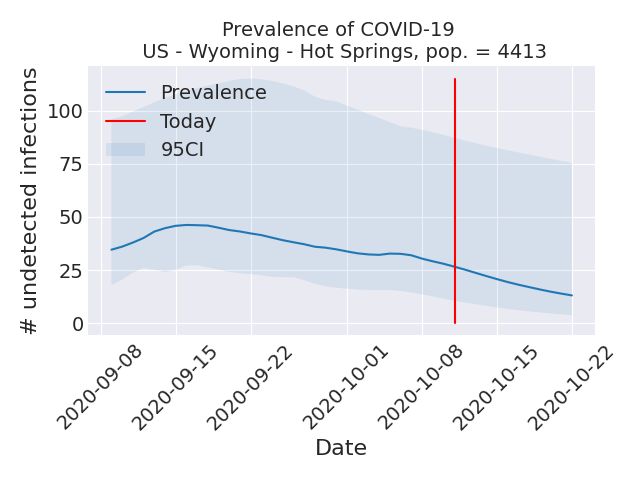 Prevalence of COVID-19
US - Wyoming - Hot Springs, pop. = 4413
# undetected infections
100
75
50
25
0
Prevalence
Today
95CI
2020-09-08
2020-09-15
2020-09-22
2020-10-01
2020-10-08
2020-10-15
2020-10-22
Date